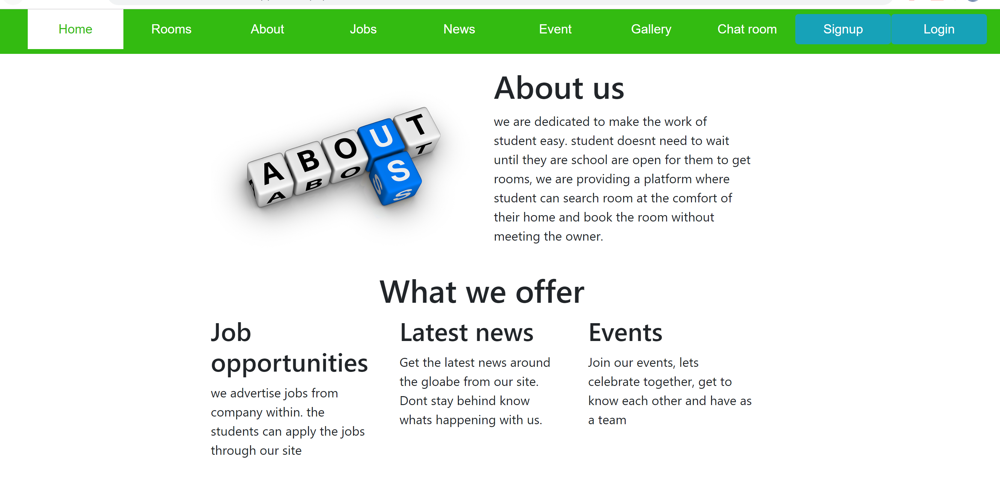 Home Rooms About Jobs News Event Gallery Chat room Signup Login
ABOUT
US
About us
we are dedicated to make the work of
student easy. student doesnt need to wait
until they are school are open for them to get
rooms, we are providing a platform where
student can search room at the comfort of
their home and book the room without
meeting the owner.
What we offer
Job
opportunities
we advertise jobs from
company within. the
students can apply the jobs
through our site
Latest news
Get the latest news around
the gloabe from our site.
Dont stay behind know
whats happening with us.
Events
Join our events, lets
celebrate together, get to
know each other and have as
a team